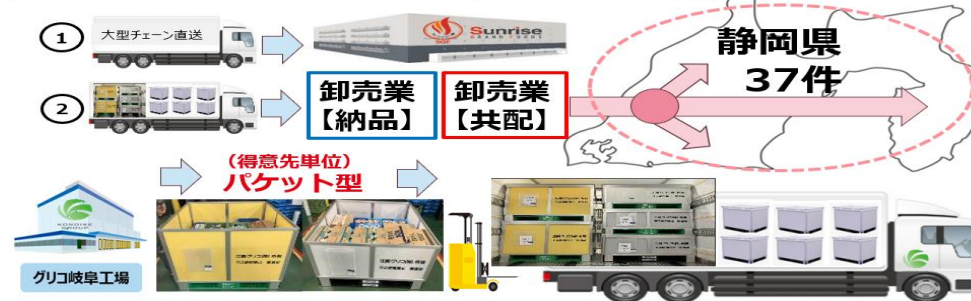 ① 大型チェーン直送
Sunrise
静岡県
37件
②
卸売業
【納品】
卸売業
【共配】
(得意先単位)
パケット型
KONOIKE
GROUP
グリコ岐阜工場